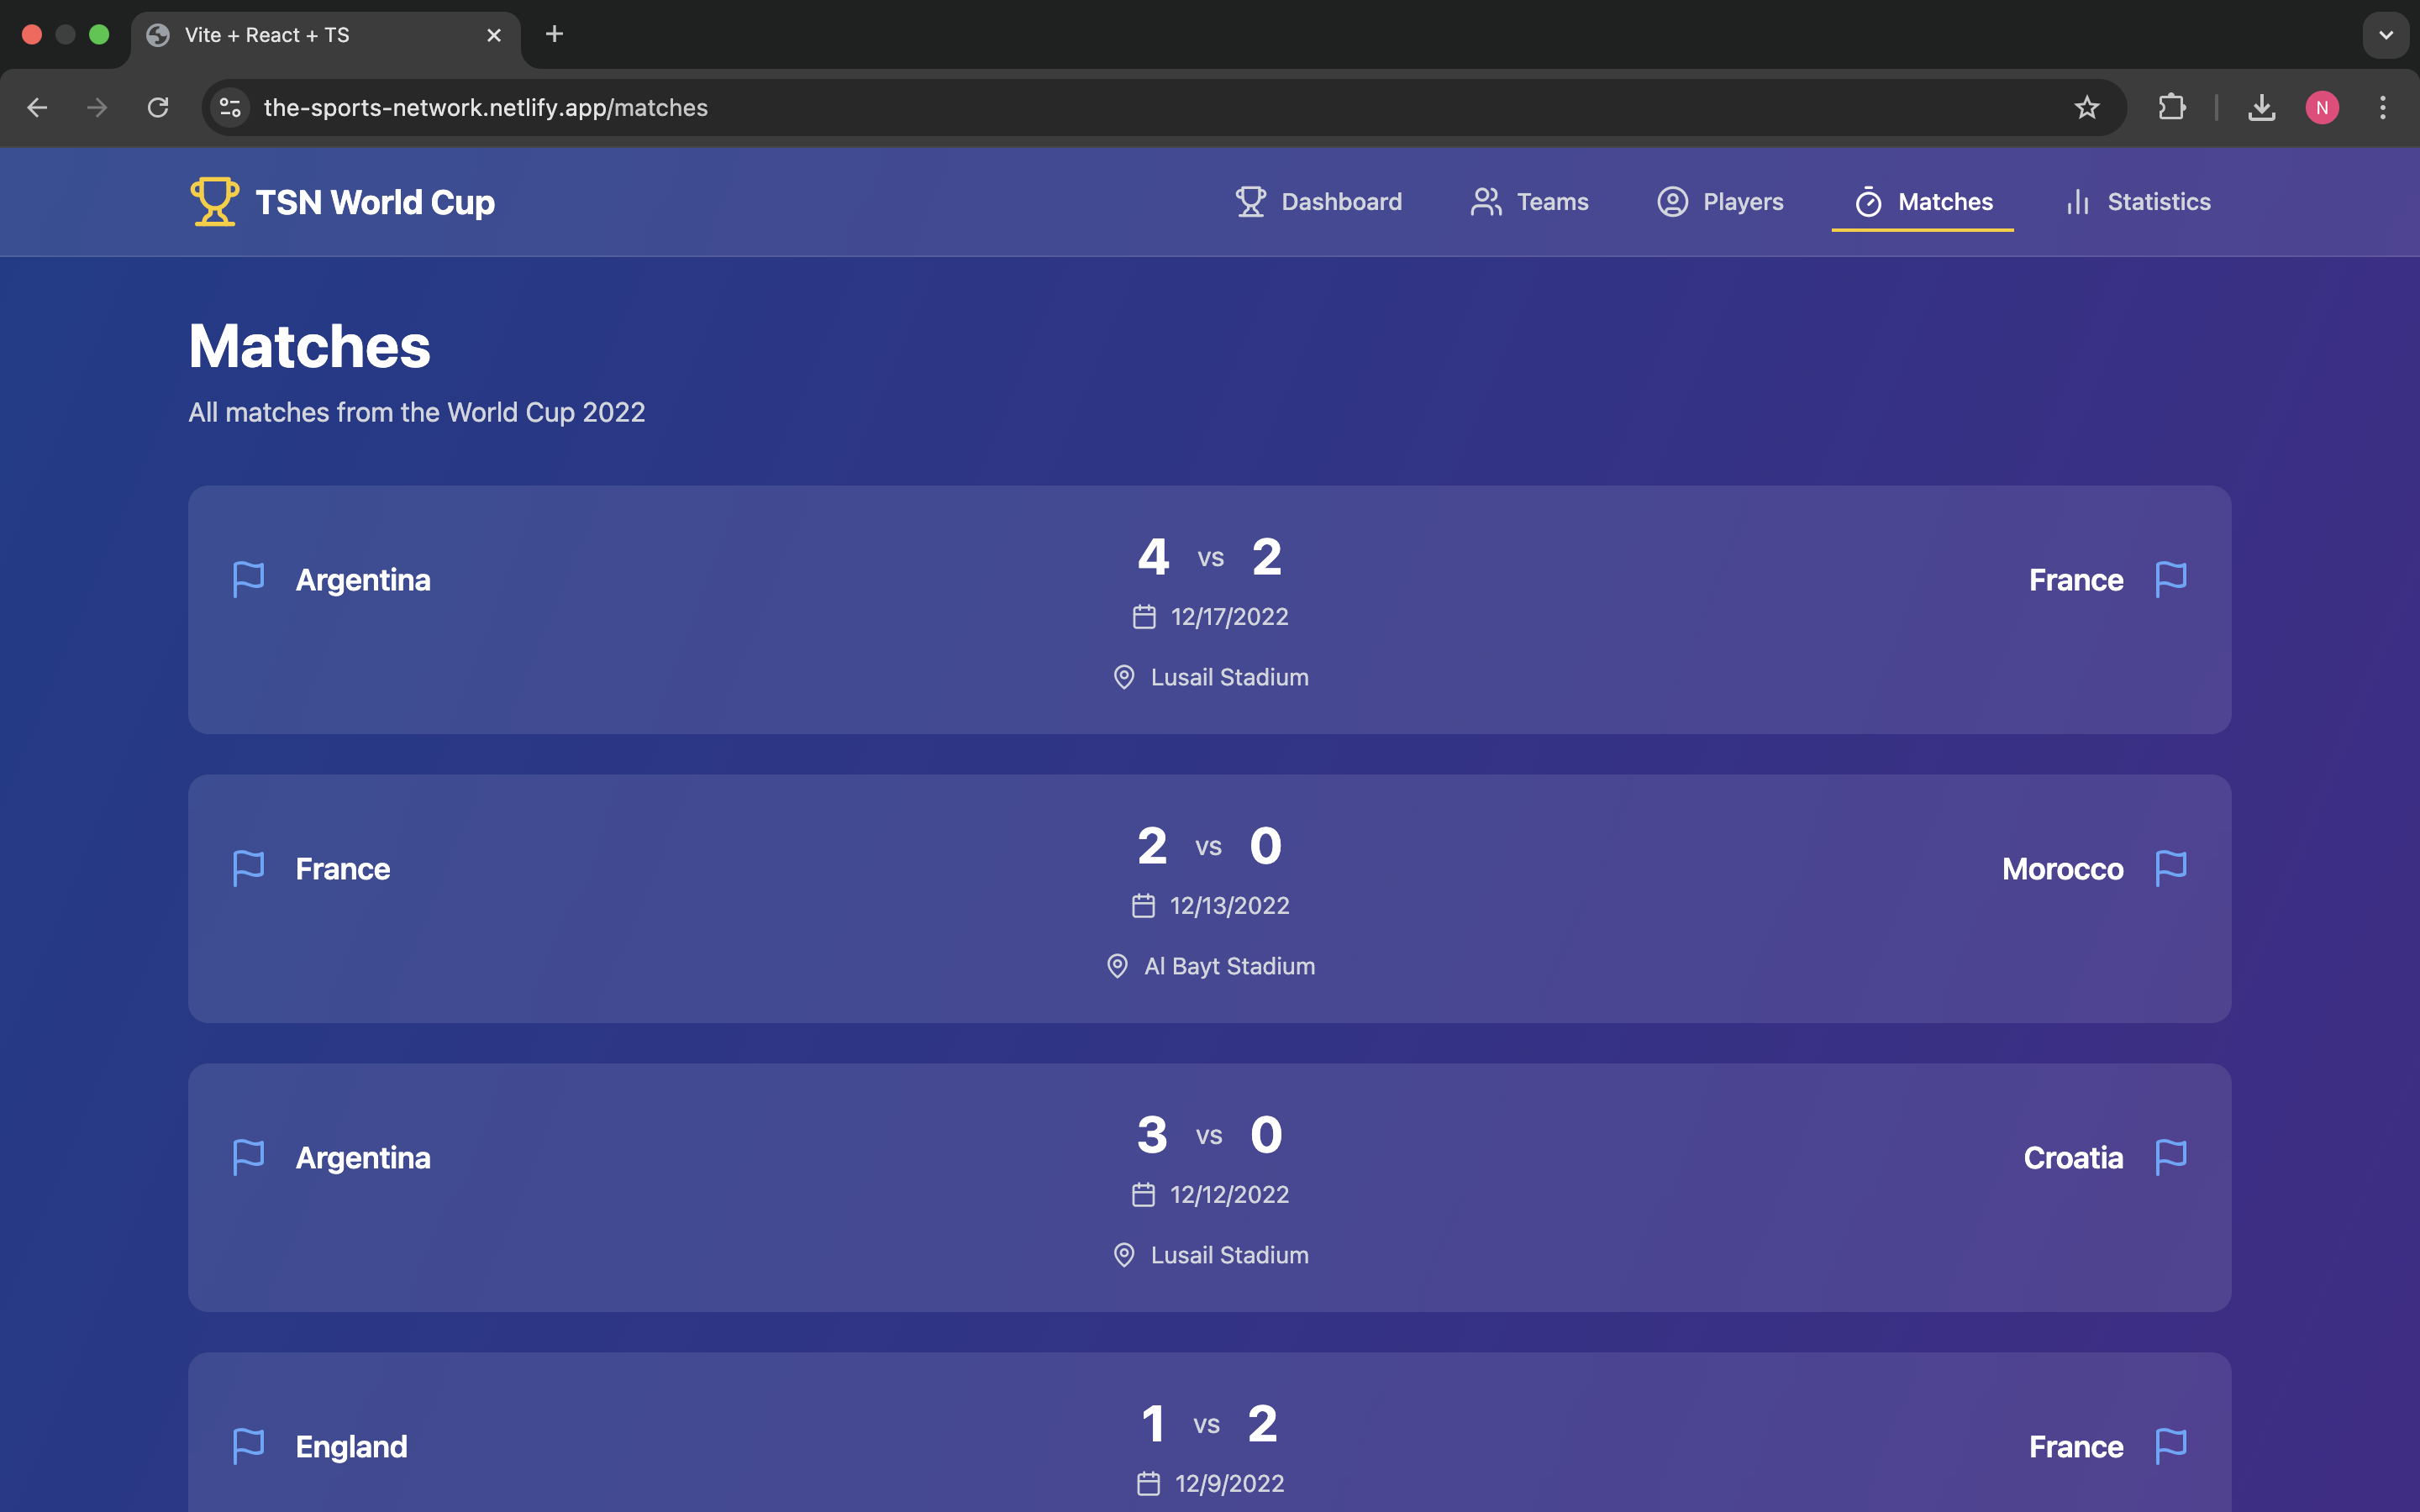 Vite + React + TS
the-sports-network.netlify.app/matches
N
TSN World Cup
Dashboard
Teams
Players
Matches
Statistics
Matches
All matches from the World Cup 2022
Argentina
4 vs 2
France
12/17/2022
Lusail Stadium
France
2 vs 0
Morocco
12/13/2022
Al Bayt Stadium
Argentina
3 vs 0
Croatia
12/12/2022
Lusail Stadium
England
1 vs 2
France
12/9/2022